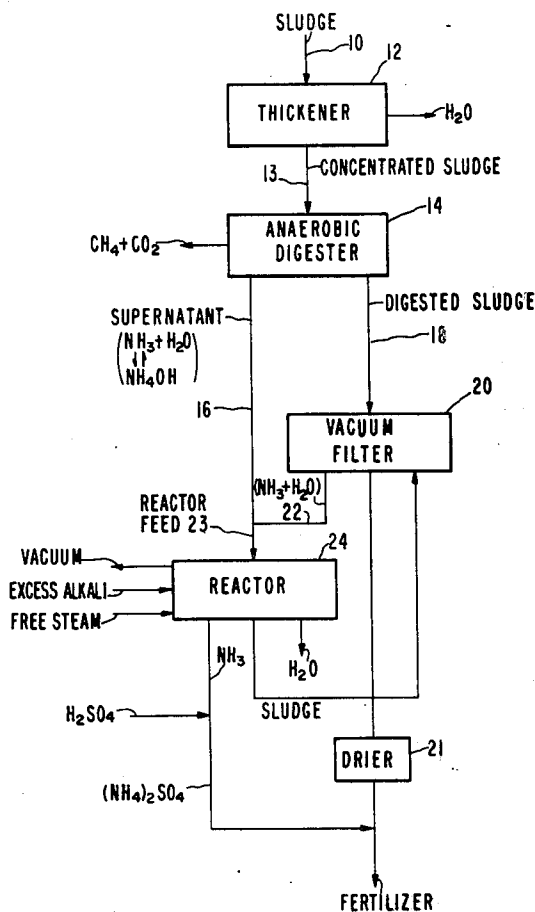 SLUDGE
10
12
THICKENER
H2O
13
CONCENTRATED SLUDGE
14
ANAEROBIC
DIGESTER
CH4+CO2
SUPERNATANT
(NH3+H2O)
NH4OH
DIGESTED SLUDGE
18
16
20
VACUUM
FILTER
(NH3+H2O)
22
REACTOR
FEED 23
24
VACUUM
EXCESS ALKALI
FREE STEAM
REACTOR
NH3
H2O
SLUDGE
H2SO4
DRIER
21
(NH4)2SO4
FERTILIZER